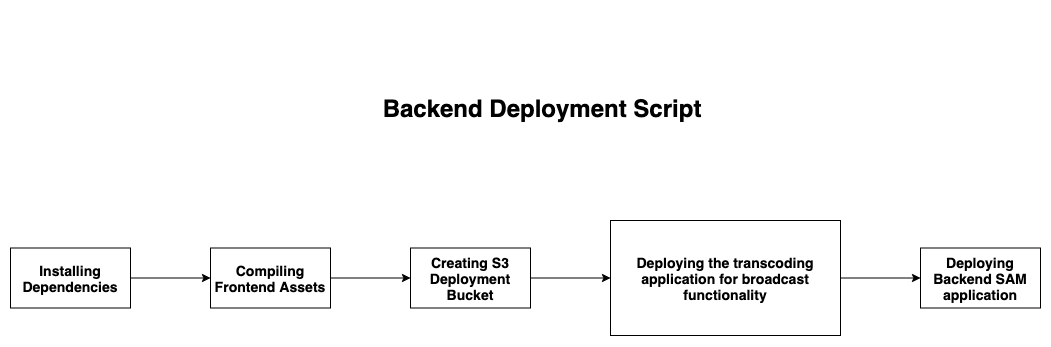 Backend Deployment Script
Installing
Dependencies
Compiling
Frontend Assets
Creating S3
Deployment
Bucket
Deploying the transcoding
application for broadcast
functionality
Deploying
Backend SAM
application